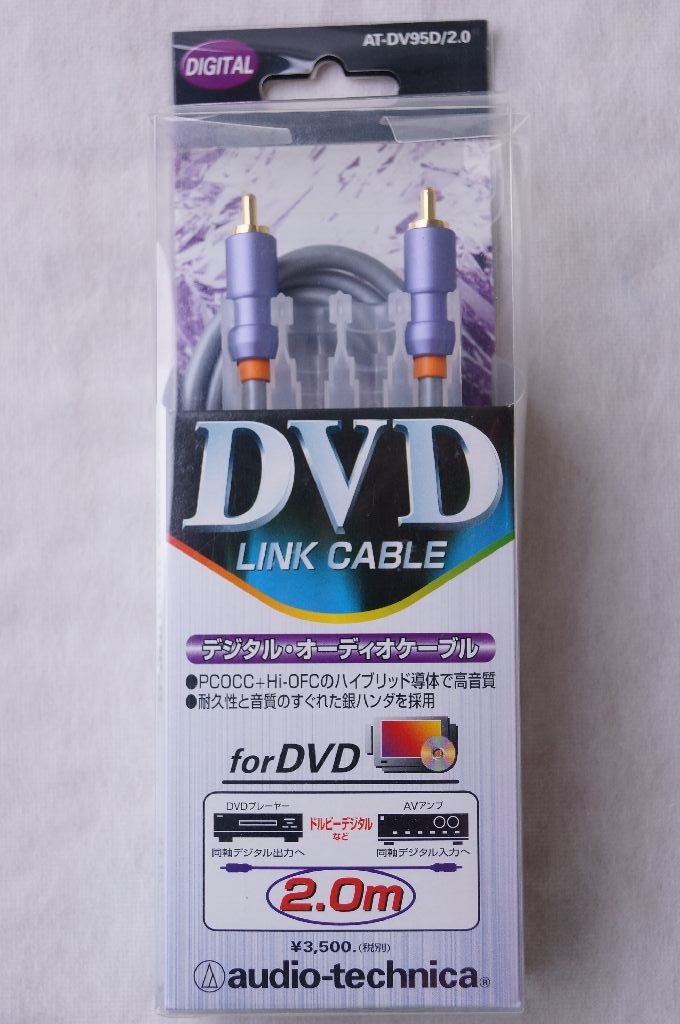 DIGITAL
AT-DV95D/2.0
DVD
LINK CABLE
デジタル・オーディオケーブル
●PCOCC+Hi-OFCのハイブリッド導体で高音質
●耐久性と音質のすぐれた銀ハンダを採用
for DVD
DVDプレーヤー
ドルビーデジタル
など
AVアンプ
同軸デジタル出力へ
同軸デジタル入力へ
2.0m
¥3,500.(税別)
audio-technica®